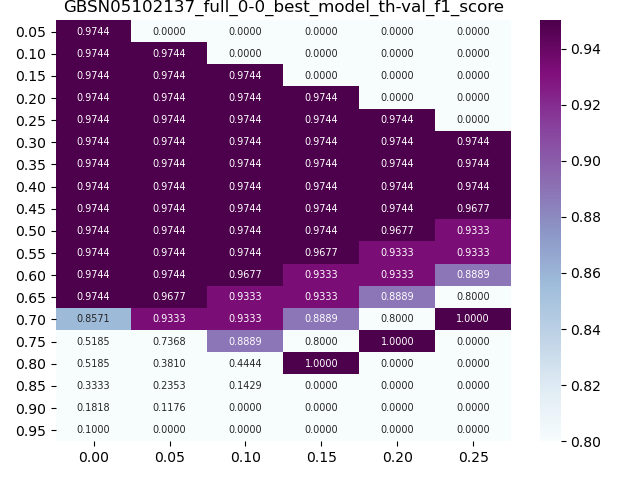 GBSN05102137_full_0-0_best_model_th-val_f1_score
0.05 0.9744 0.0000 0.0000 0.0000 0.0000 0.0000
0.10 0.9744 0.9744 0.0000 0.0000 0.0000 0.0000
0.15 0.9744 0.9744 0.9744 0.0000 0.0000 0.0000
0.20 0.9744 0.9744 0.9744 0.9744 0.0000 0.0000
0.25 0.9744 0.9744 0.9744 0.9744 0.9744 0.0000
0.30 0.9744 0.9744 0.9744 0.9744 0.9744 0.9744
0.35 0.9744 0.9744 0.9744 0.9744 0.9744 0.9744
0.40 0.9744 0.9744 0.9744 0.9744 0.9744 0.9744
0.45 0.9744 0.9744 0.9744 0.9744 0.9744 0.9677
0.50 0.9744 0.9744 0.9744 0.9744 0.9677 0.9333
0.55 0.9744 0.9744 0.9744 0.9677 0.9333 0.9333
0.60 0.9744 0.9744 0.9677 0.9333 0.9333 0.8889
0.65 0.9744 0.9677 0.9333 0.9333 0.8889 0.8000
0.70 0.8571 0.9333 0.9333 0.8889 0.8000 1.0000
0.75 0.5185 0.7368 0.8889 0.8000 1.0000 0.0000
0.80 0.5185 0.3810 0.4444 1.0000 0.0000 0.0000
0.85 0.3333 0.2353 0.1429 0.0000 0.0000 0.0000
0.90 0.1818 0.1176 0.0000 0.0000 0.0000 0.0000
0.95 0.1000 0.0000 0.0000 0.0000 0.0000 0.0000
0.00 0.05 0.10 0.15 0.20 0.25
0.94
0.92
0.90
0.88
0.86
0.84
0.82
0.80